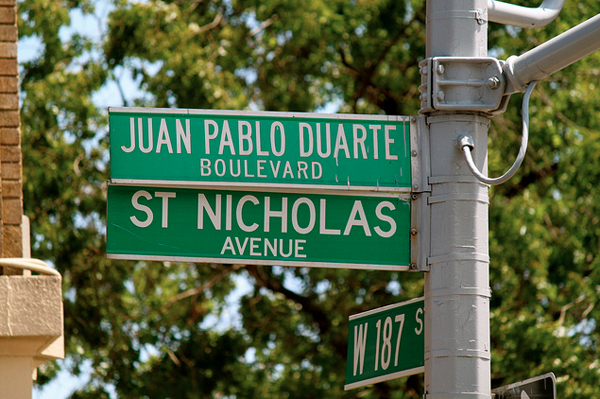 JUAN PABLO DUARTE
BOULEVARD
ST NICHOLAS
AVENUE
W 187 S